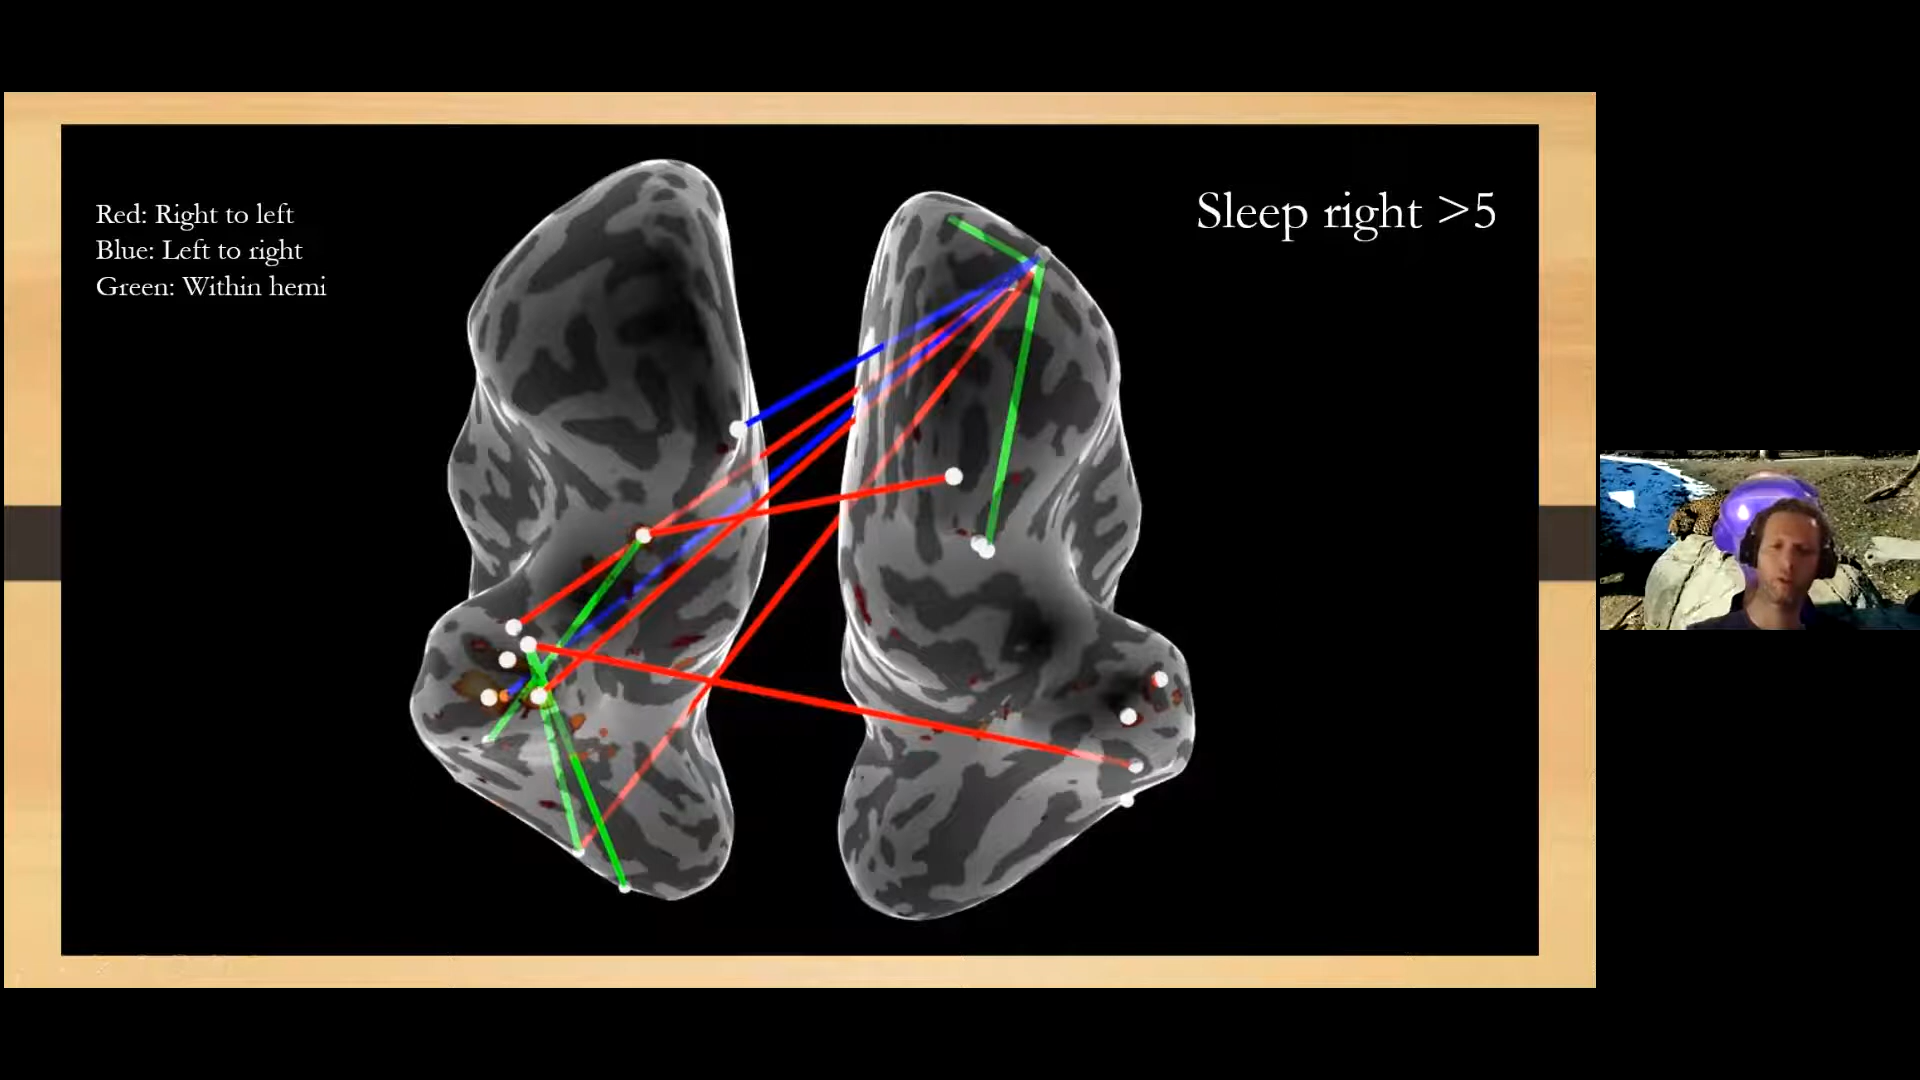 Red: Right to left
Blue: Left to right
Green: Within hemi
Sleep right >5